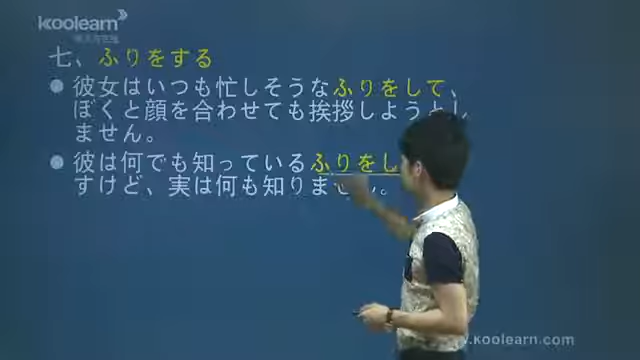 koolearn
七、ふりをする
● 彼女はいつも忙しそうなふりをして、
ぼくと顔を合わせても挨拶しようとし
ません。
● 彼は何でも知っているふりをし
すけど、実は何も知りません。
.koolearn.com